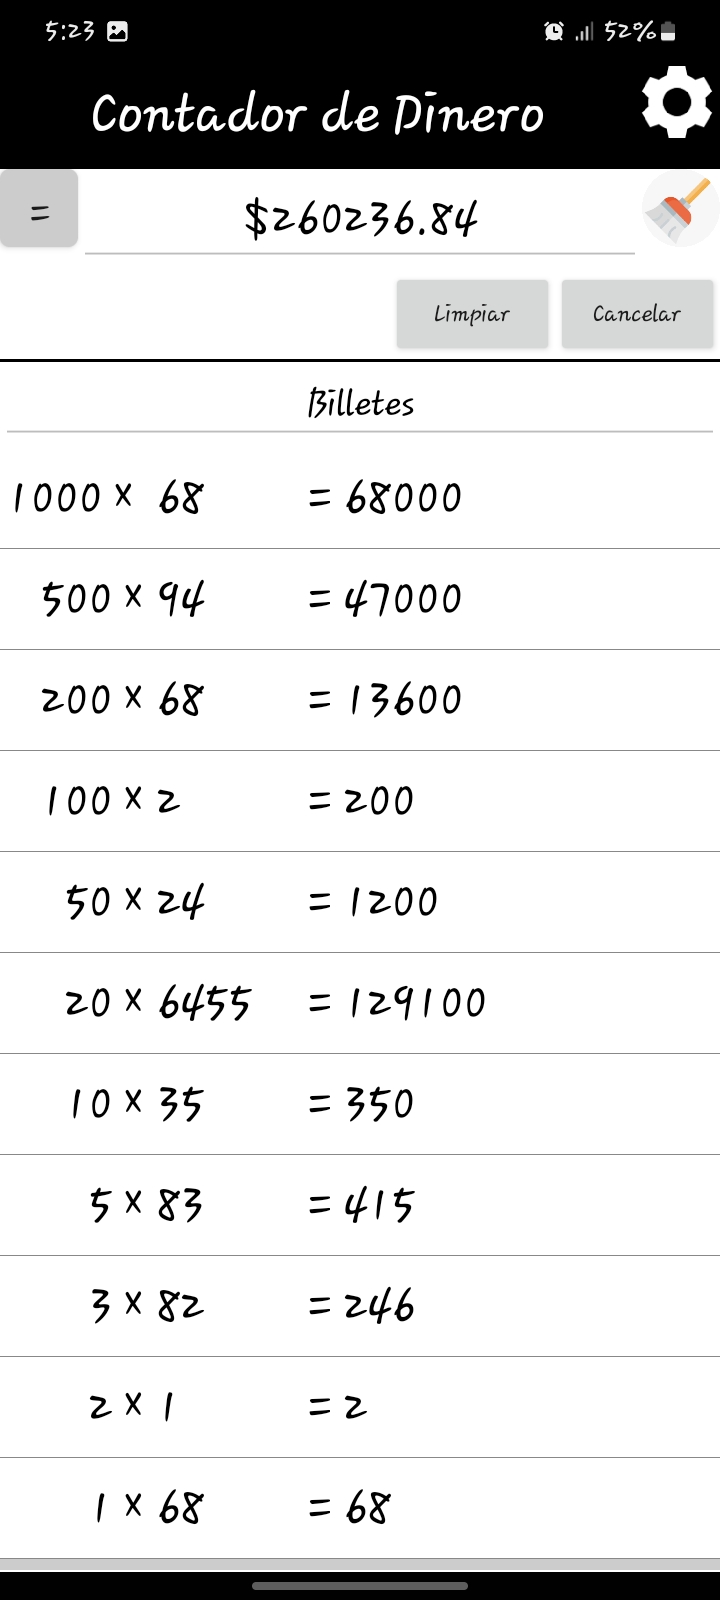 5:23 52%
Contador de Dinero
= $260236.84
Limpiar Cancelar
Billetes
1000 × 68 = 68000
500 × 94 = 47000
200 × 68 = 13600
100 × 2 = 200
50 × 24 = 1200
20 × 6455 = 129100
10 × 35 = 350
5 × 83 = 415
3 × 82 = 246
2 × 1 = 2
1 × 68 = 68